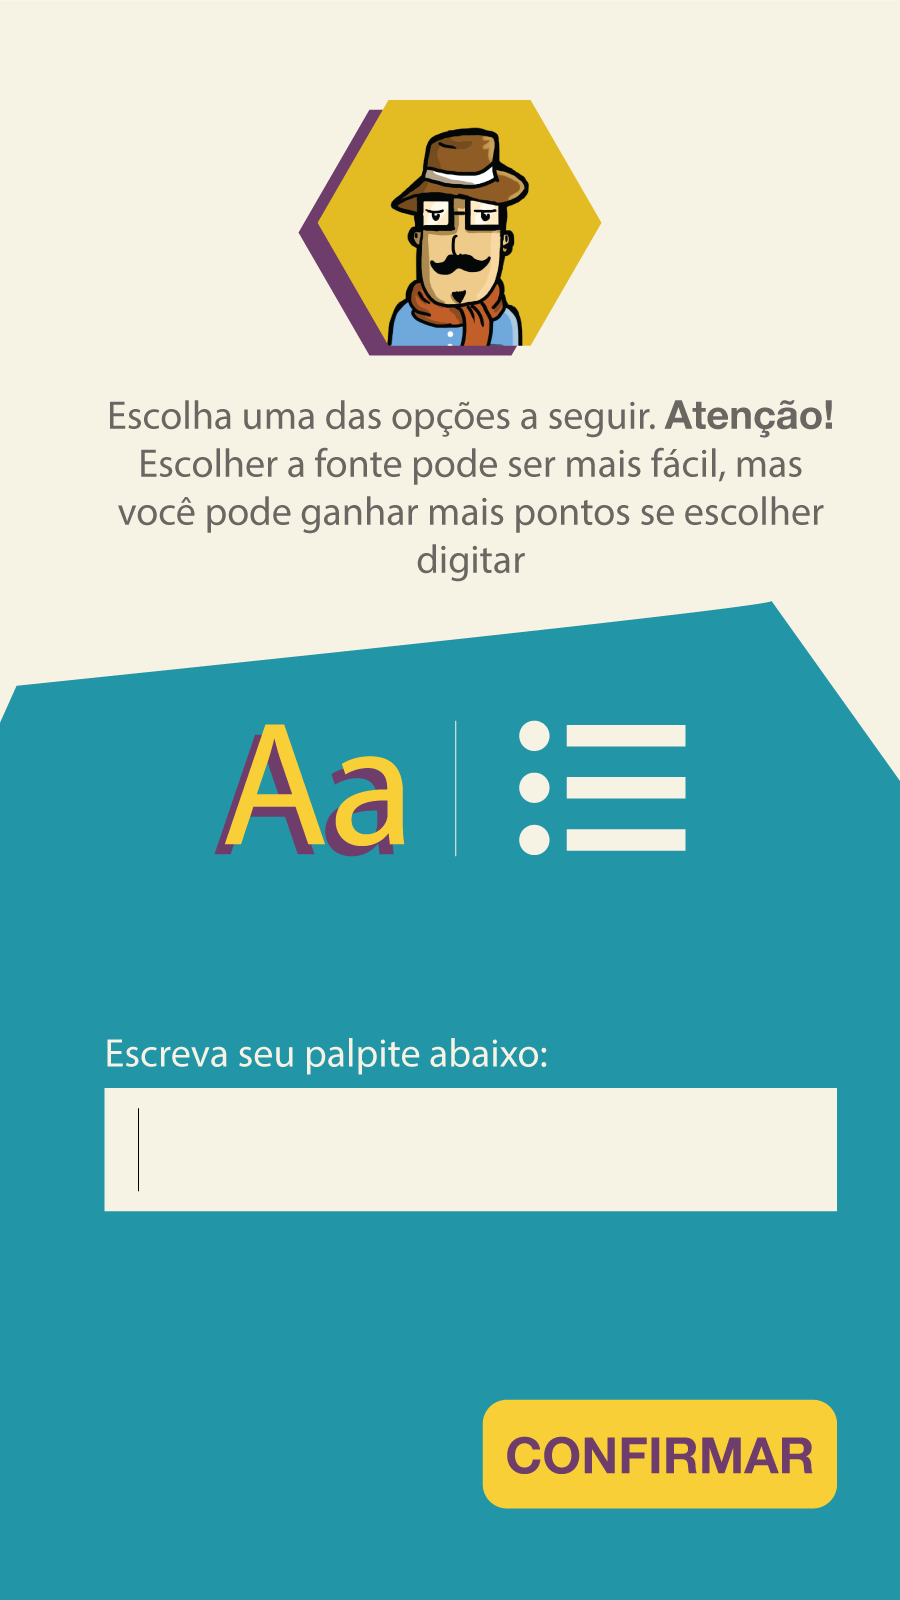 Escolha uma das opções a seguir. Atenção!
Escolher a fonte pode ser mais fácil, mas
você pode ganhar mais pontos se escolher
digitar
Aa
Escreva seu palpite abaixo:
CONFIRMAR